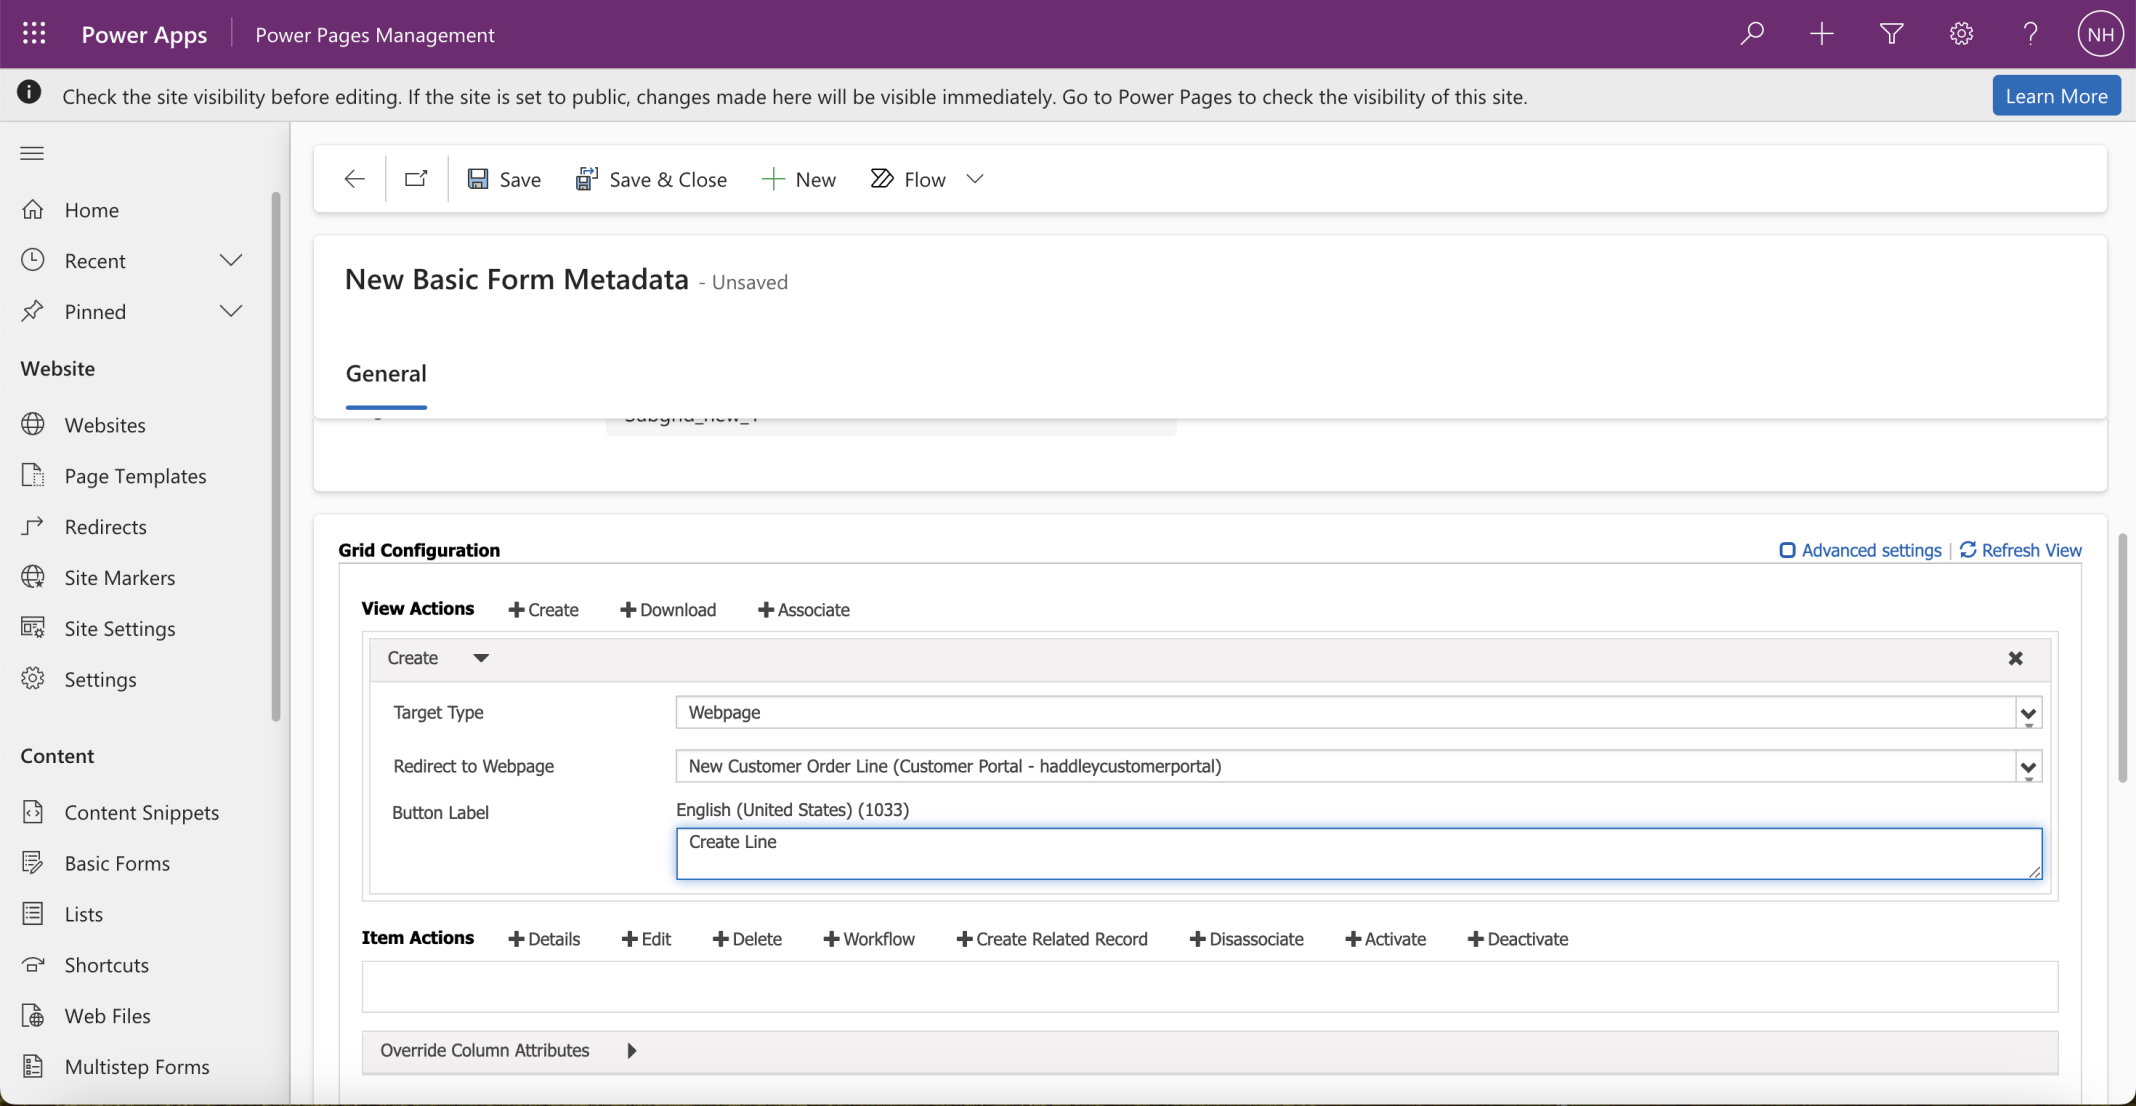 Power Apps
Power Pages Management
NH
Check the site visibility before editing. If the site is set to public, changes made here will be visible immediately. Go to Power Pages to check the visibility of this site.
Learn More
Home
Recent
Pinned
Website
Websites
Page Templates
Redirects
Site Markers
Site Settings
Settings
Content
Content Snippets
Basic Forms
Lists
Shortcuts
Web Files
Multistep Forms
Save
Save & Close
New
Flow
New Basic Form Metadata - Unsaved
General
Grid Configuration
Advanced settings | Refresh View
View Actions
Create
Download
Associate
Create
Target Type
Webpage
Redirect to Webpage
New Customer Order Line (Customer Portal - haddleycustomerportal)
Button Label
English (United States) (1033)
Create Line
Item Actions
Details
Edit
Delete
Workflow
Create Related Record
Disassociate
Activate
Deactivate
Override Column Attributes